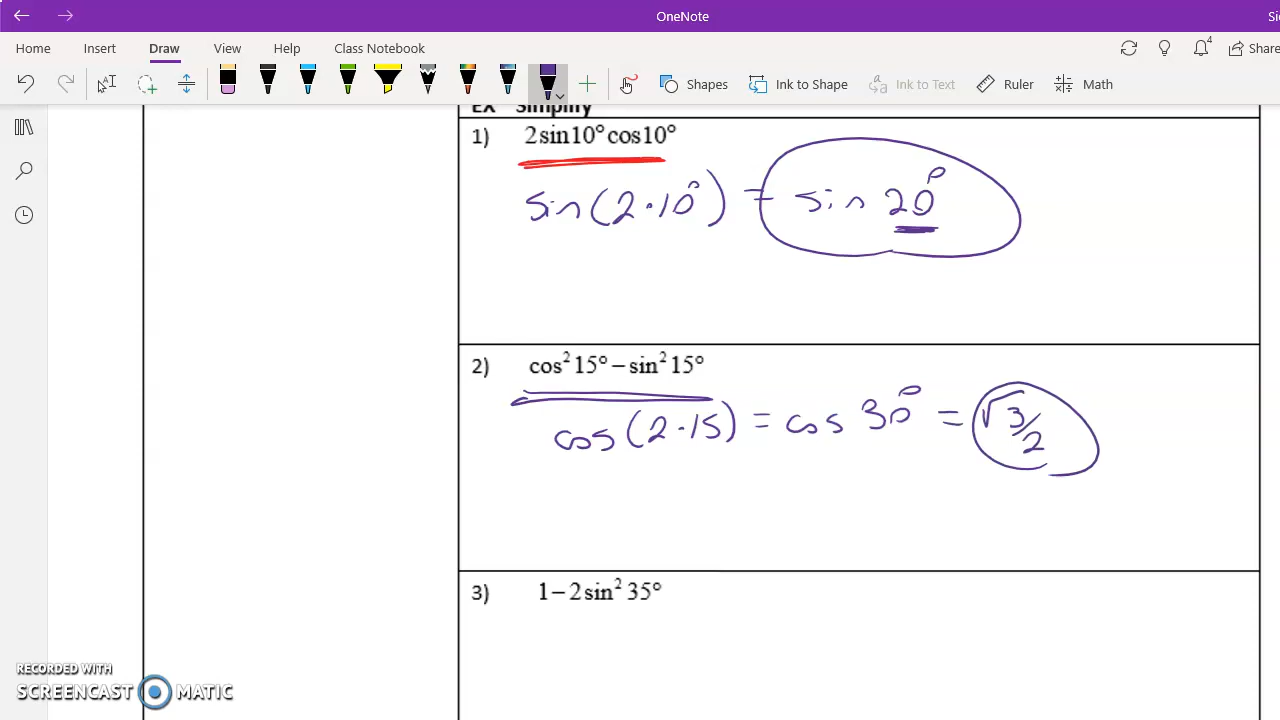 OneNote
Sig
Home Insert Draw View Help Class Notebook
4 Share
Shapes Ink to Shape Ink to Text Ruler Math
EX Simplify
1) 2sin10° cos10°
sin(2·10°) = sin 20°
2) cos² 15° – sin² 15°
cos(2·15) = cos 30° = √3/2
3) 1 – 2sin² 35°
RECORDED WITH
SCREENCAST MATIC